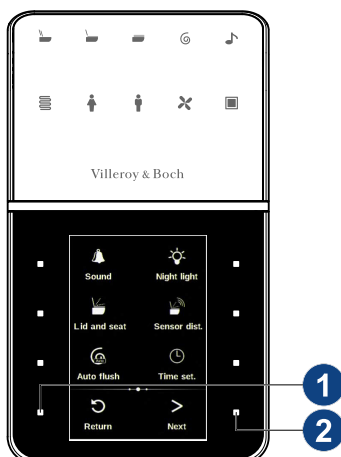 Villeroy & Boch
Sound Night light
Lid and seat Sensor dist.
Auto flush Time set.
Return Next
1
2